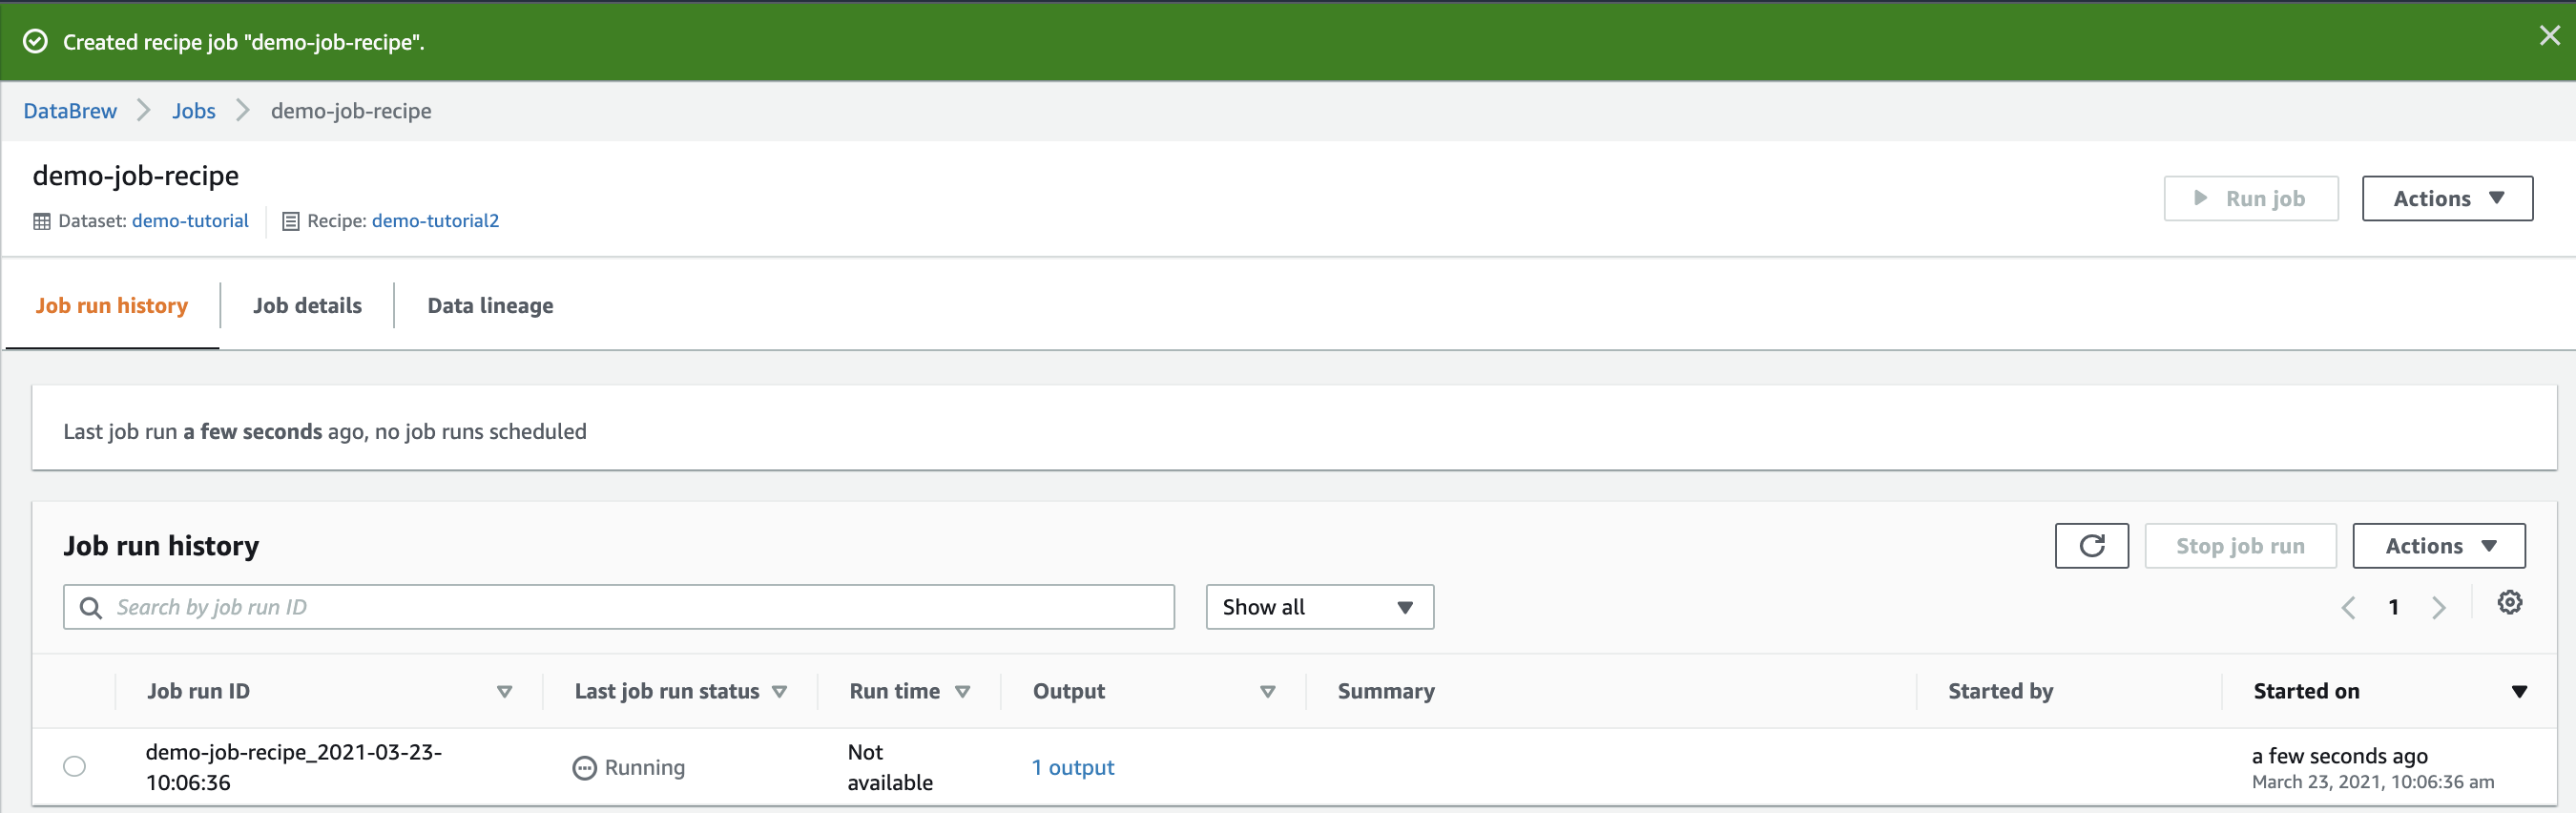 Created recipe job "demo-job-recipe".
DataBrew Jobs demo-job-recipe
demo-job-recipe
Dataset: demo-tutorial Recipe: demo-tutorial2
Run job Actions
Job run history Job details Data lineage
Last job run a few seconds ago, no job runs scheduled
Job run history
Stop job run Actions
Search by job run ID Show all 1
Job run ID Last job run status Run time Output Summary Started by Started on
demo-job-recipe_2021-03-23-
10:06:36
Running
Not
available
1 output
a few seconds ago
March 23, 2021, 10:06:36 am